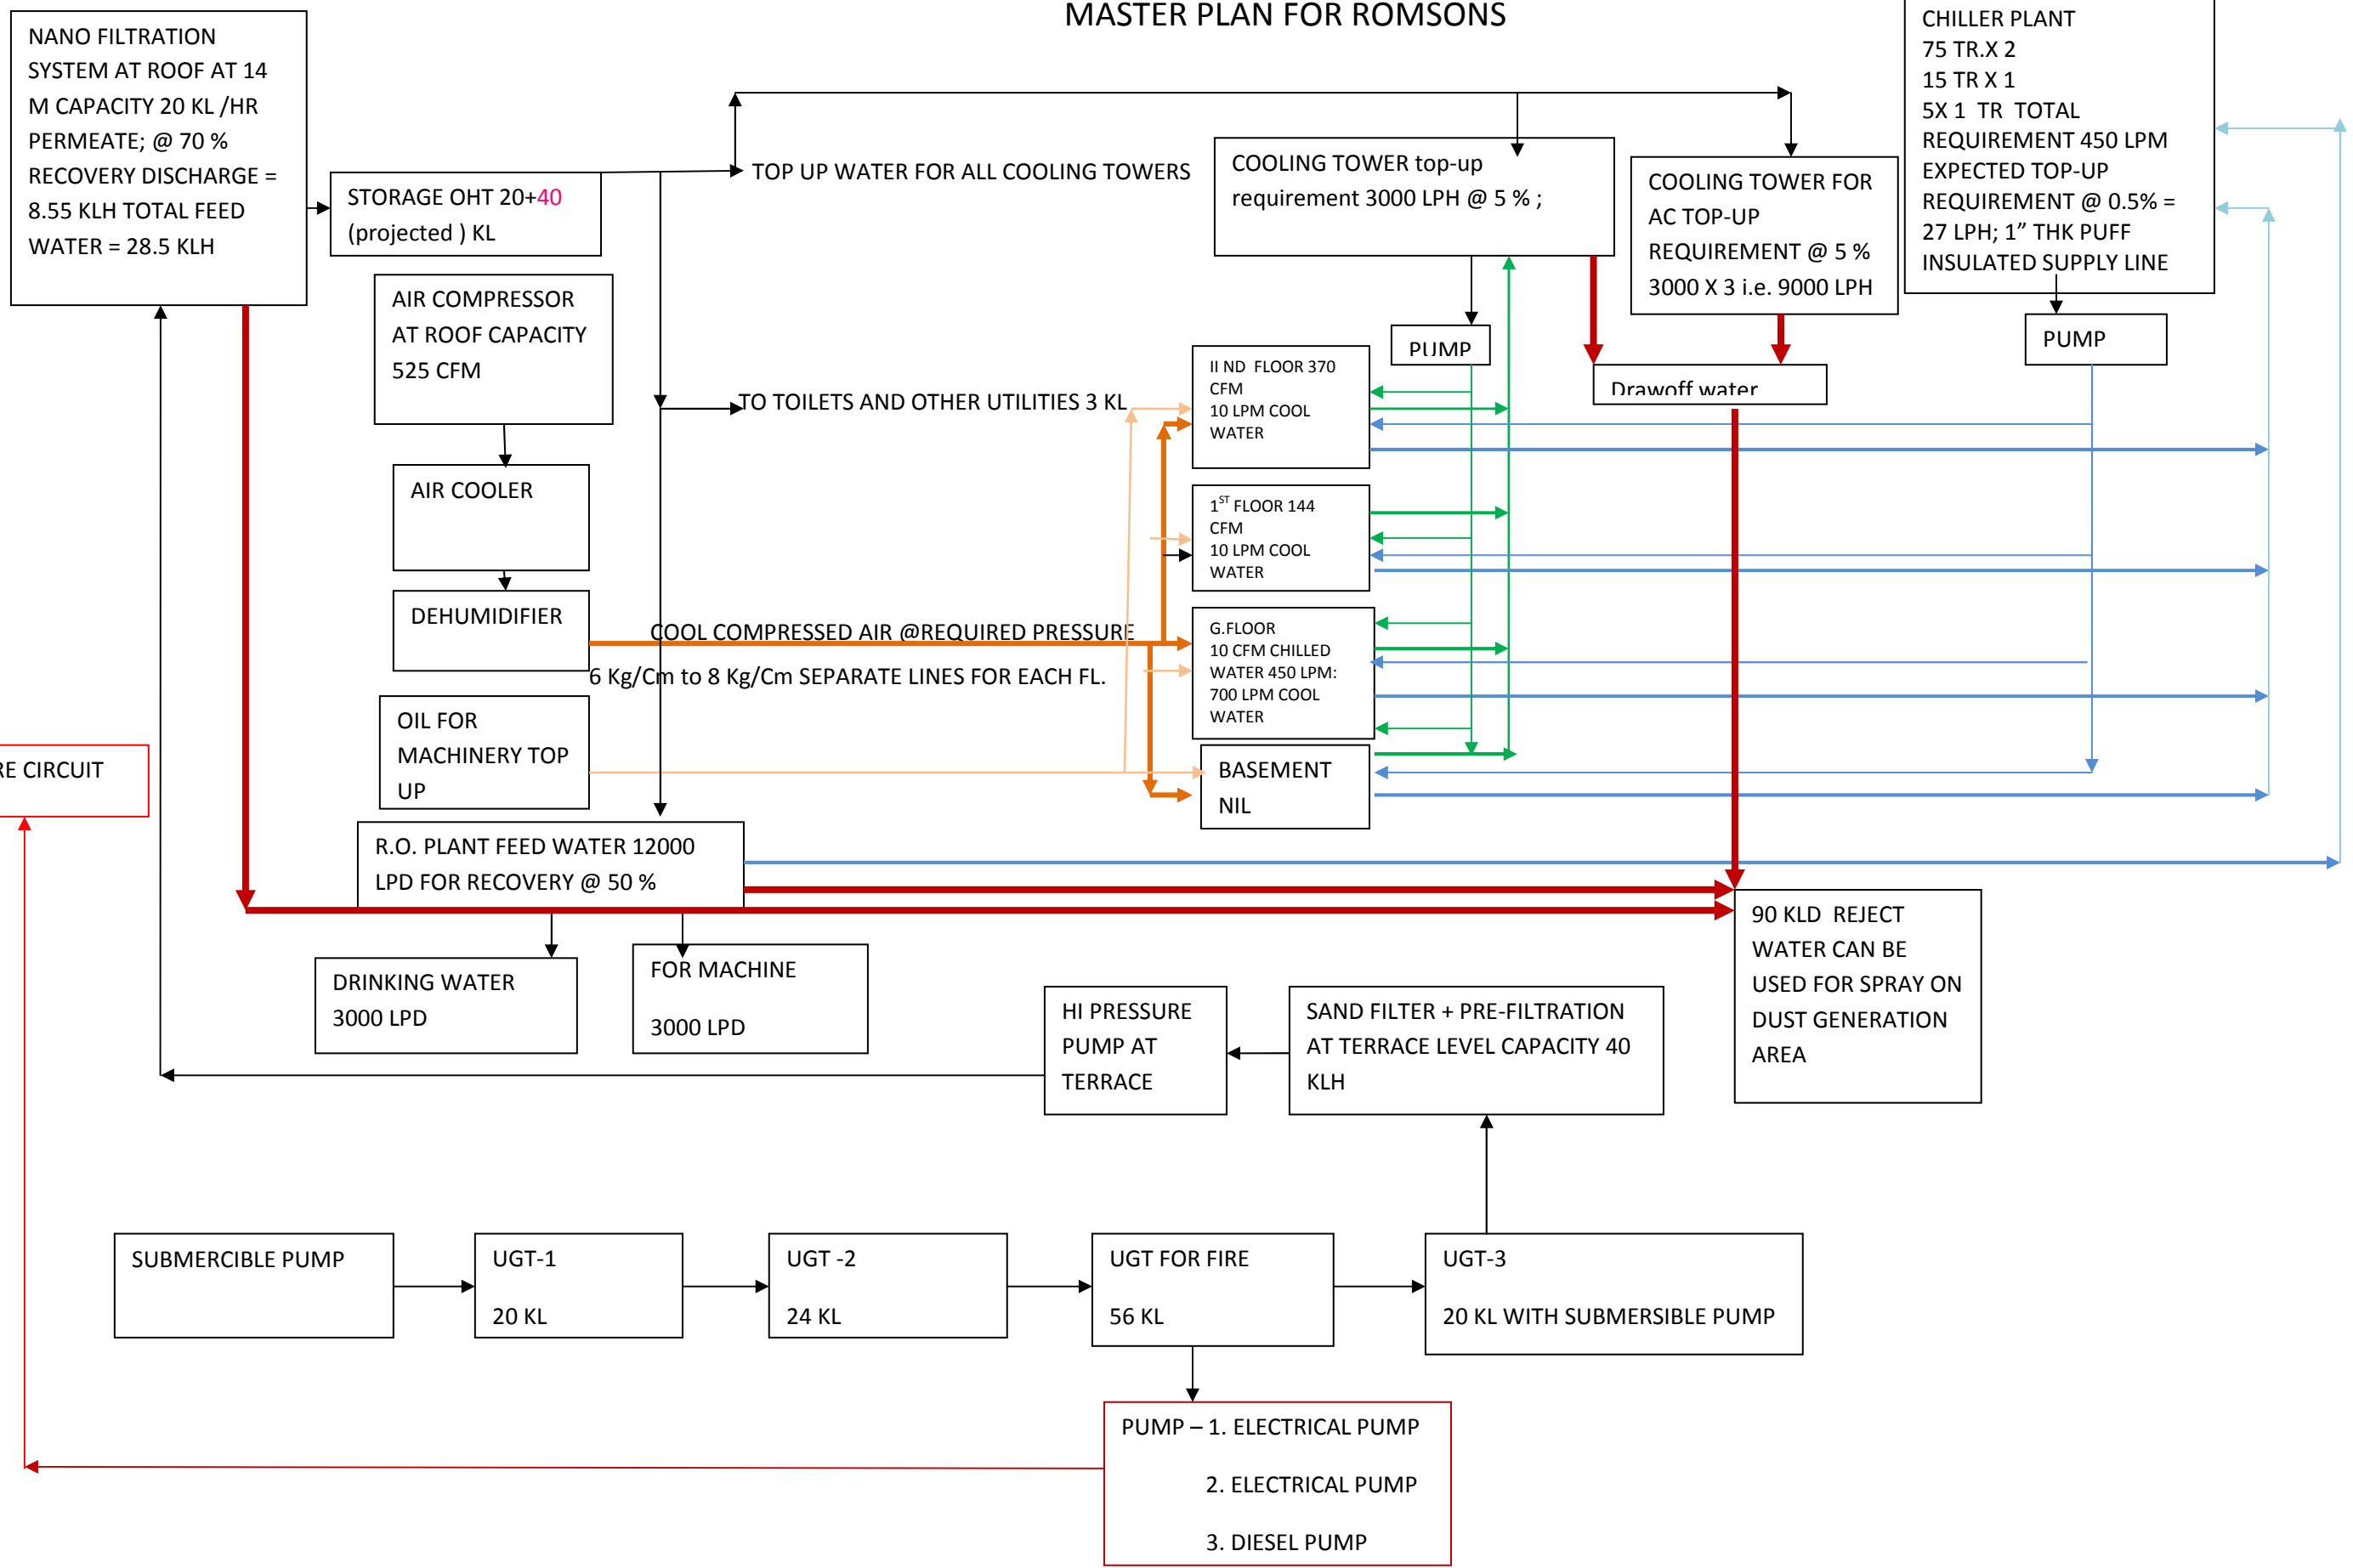 MASTER PLAN FOR ROMSONS
NANO FILTRATION
SYSTEM AT ROOF AT 14
M CAPACITY 20 KL /HR
PERMEATE; @ 70 %
RECOVERY DISCHARGE =
8.55 KLH TOTAL FEED
WATER = 28.5 KLH
STORAGE OHT 20+40
(projected ) KL
TOP UP WATER FOR ALL COOLING TOWERS
COOLING TOWER top-up
requirement 3000 LPH @ 5 % ;
COOLING TOWER FOR
AC TOP-UP
REQUIREMENT @ 5 %
3000 X 3 i.e. 9000 LPH
CHILLER PLANT
75 TR.X 2
15 TR X 1
5X 1 TR TOTAL
REQUIREMENT 450 LPM
EXPECTED TOP-UP
REQUIREMENT @ 0.5% =
27 LPH; 1” THK PUFF
INSULATED SUPPLY LINE
AIR COMPRESSOR
AT ROOF CAPACITY
525 CFM
PUMP
PUMP
Drawoff water
TO TOILETS AND OTHER UTILITIES 3 KL
II ND FLOOR 370
CFM
10 LPM COOL
WATER
AIR COOLER
1ST FLOOR 144
CFM
10 LPM COOL
WATER
DEHUMIDIFIER
COOL COMPRESSED AIR @REQUIRED PRESSURE
6 Kg/Cm to 8 Kg/Cm SEPARATE LINES FOR EACH FL.
G.FLOOR
10 CFM CHILLED
WATER 450 LPM:
700 LPM COOL
WATER
OIL FOR
MACHINERY TOP
UP
BASEMENT
NIL
RE CIRCUIT
R.O. PLANT FEED WATER 12000
LPD FOR RECOVERY @ 50 %
90 KLD REJECT
WATER CAN BE
USED FOR SPRAY ON
DUST GENERATION
AREA
DRINKING WATER
3000 LPD
FOR MACHINE
3000 LPD
HI PRESSURE
PUMP AT
TERRACE
SAND FILTER + PRE-FILTRATION
AT TERRACE LEVEL CAPACITY 40
KLH
SUBMERCIBLE PUMP
UGT-1
20 KL
UGT -2
24 KL
UGT FOR FIRE
56 KL
UGT-3
20 KL WITH SUBMERSIBLE PUMP
PUMP – 1. ELECTRICAL PUMP
2. ELECTRICAL PUMP
3. DIESEL PUMP